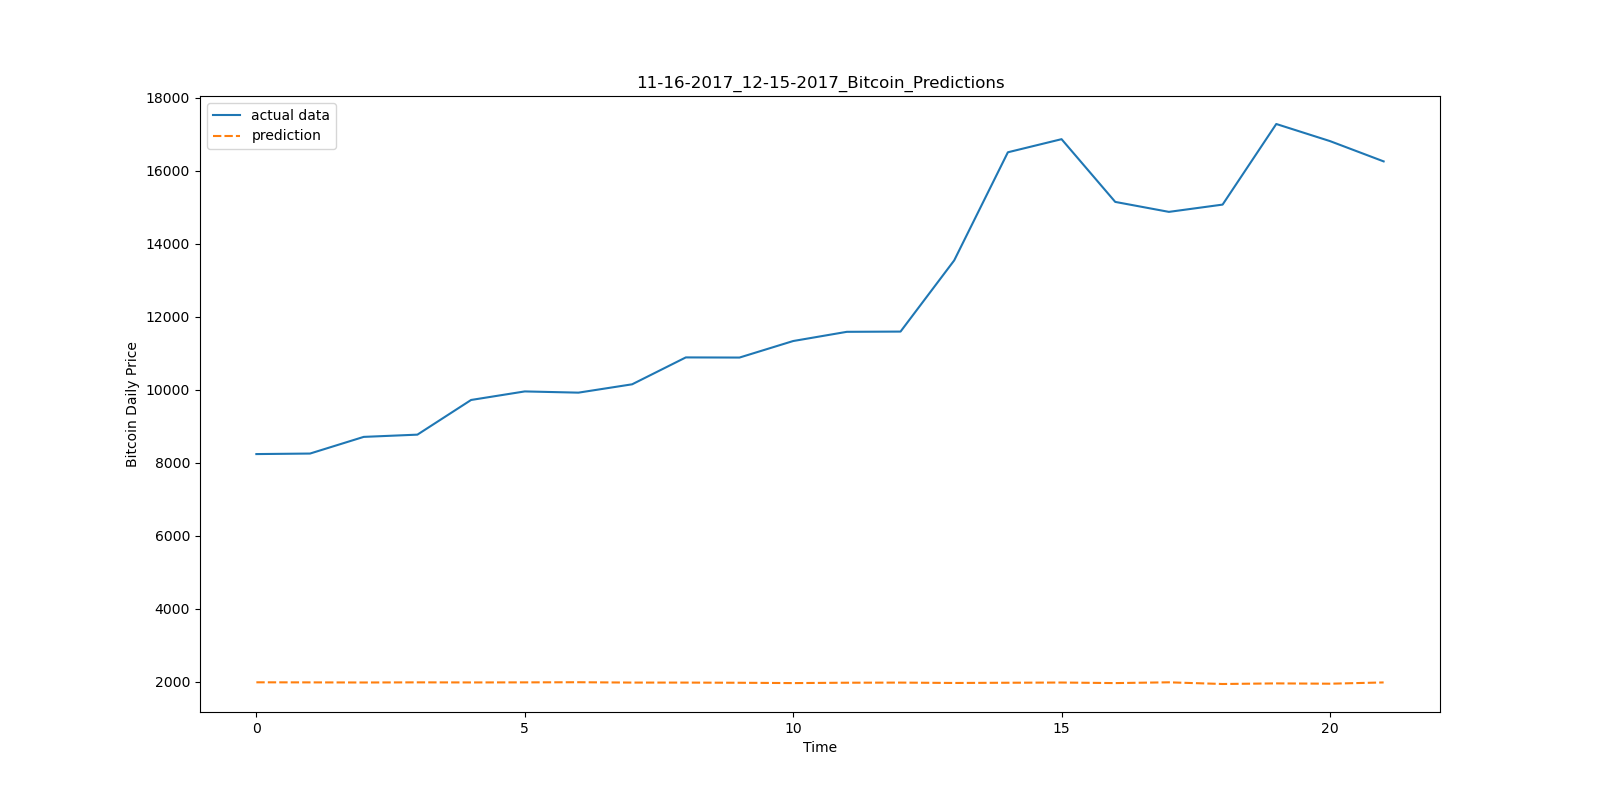 11-16-2017_12-15-2017_Bitcoin_Predictions
actual data
prediction
18000
16000
14000
12000
10000
8000
6000
4000
2000
Bitcoin Daily Price
0
5
10
15
20
Time